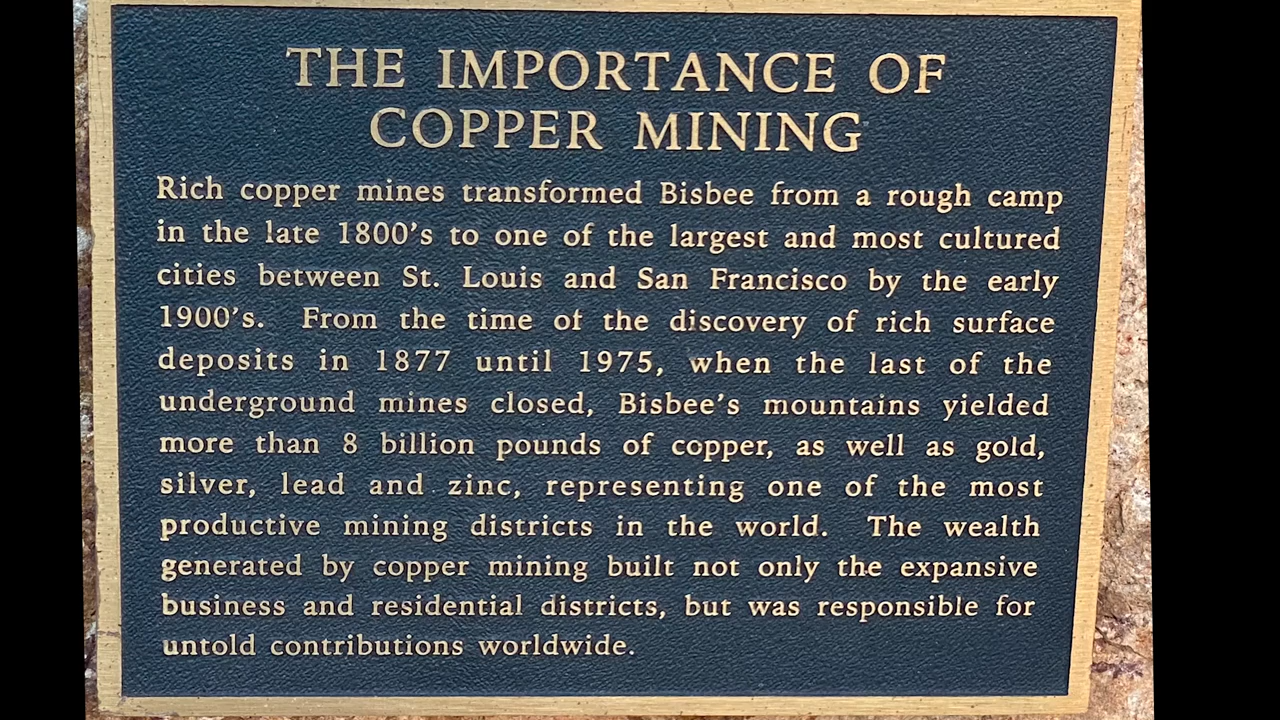 THE IMPORTANCE OF
COPPER MINING
Rich copper mines transformed Bisbee from a rough camp
in the late 1800's to one of the largest and most cultured
cities between St. Louis and San Francisco by the early
1900's. From the time of the discovery of rich surface
deposits in 1877 until 1975, when the last of the
underground mines closed, Bisbee's mountains yielded
more than 8 billion pounds of copper, as well as gold,
silver, lead and zinc, representing one of the most
productive mining districts in the world. The wealth
generated by copper mining built not only the expansive
business and residential districts, but was responsible for
untold contributions worldwide.